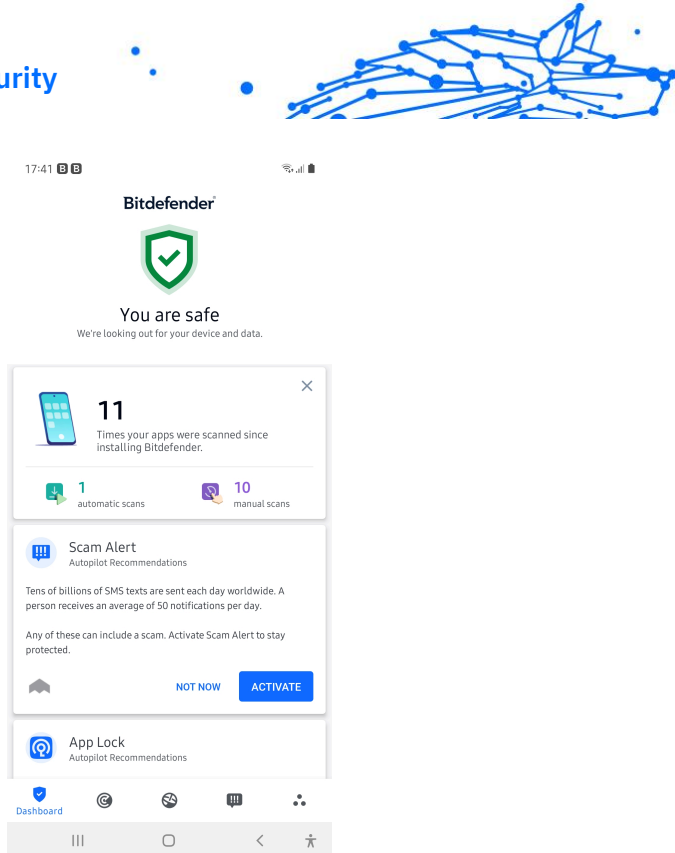 urity
17:41 B B
Bitdefender®
You are safe
We're looking out for your device and data.
11
Times your apps were scanned since
installing Bitdefender.
1
automatic scans
10
manual scans
Scam Alert
Autopilot Recommendations
Tens of billions of SMS texts are sent each day worldwide. A
person receives an average of 50 notifications per day.
Any of these can include a scam. Activate Scam Alert to stay
protected.
NOT NOW
ACTIVATE
App Lock
Autopilot Recommendations
Dashboard